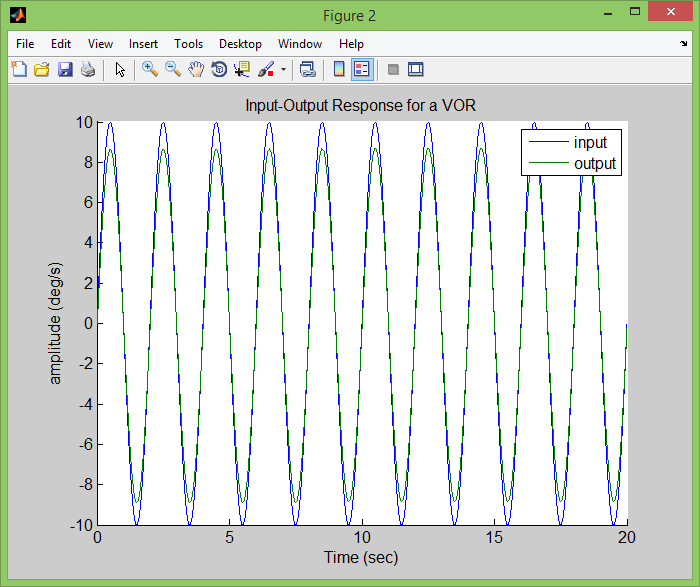 Figure 2
File Edit View Insert Tools Desktop Window Help
Input-Output Response for a VOR
input
output
10
8
6
4
2
0
-2
-4
-6
-8
-10
amplitude (deg/s)
0 5 10 15 20
Time (sec)